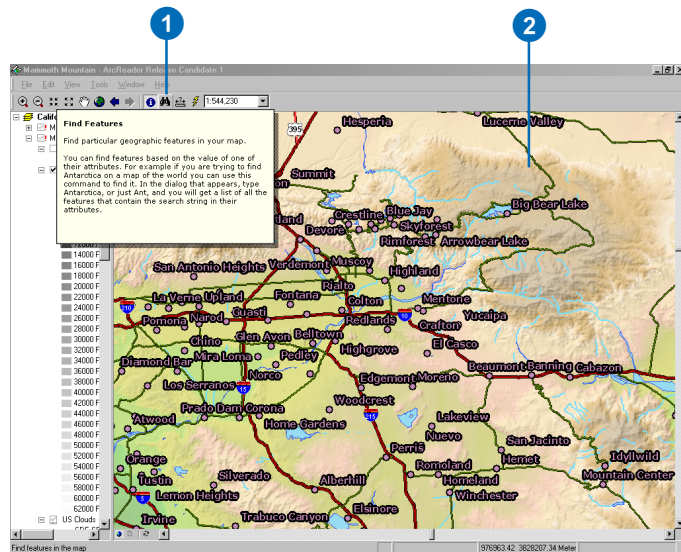 1
2
Mammoth Mountain - ArcReader Release Candidate 1
File Edit View Tools Window Help
1:544,230
Califo
M
M
Find Features
Find particular geographic features in your map.
You can find features based on the value of one of
their attributes. For example if you are trying to find
Antarctica on a map of the world you can use this
command to find it. In the dialog that appears, type
Antarctica, or just Ant, and you will get a list of all the
features that contain the search string in their
attributes.
12000 F
14000 F
16000 F
18000 F
20000 F
22000 F
24000 F
26000 F
28000 F
30000 F
32000 F
34000 F
36000 F
38000 F
40000 F
42000 F
44000 F
46000 F
48000 F
50000 F
52000 F
54000 F
56000 F
58000 F
60000 F
62000 F
US Clouds
Hesperia
Lucerne Valley
395
Summit
on
Big Bear Lake
Crestline Blue Jay
land
Skyforest
Devore
Rimforest Arrowbear Lake
San Antonio Heights Verdemont Muscoy
Highland
Rialto
La Verne Upland Fontana Colton Mentone
210
Pomona Narod Guasti Redlands 10 Yucaipa
Crafton
Chino Glen Avon Belltown El Casco
Diamond Bar Mira Loma Pedley Highgrove
Beaumont Banning Cabazon
Los Serranos Norco Edgemont Moreno
15
Woodcrest
Prado Dam Corona 215 Lakeview
Atwood Home Gardens
Nuevo San Jacinto
Perris
Orange Romoland Hemet Idyllwild
Tustin Silverado Alberhill Homeland Mountain Center
5 Lemon Heights Winchester
Elsinore
Irvine Trabuco Canyon
Find features in the map
976963.42 3828207.34 Meter